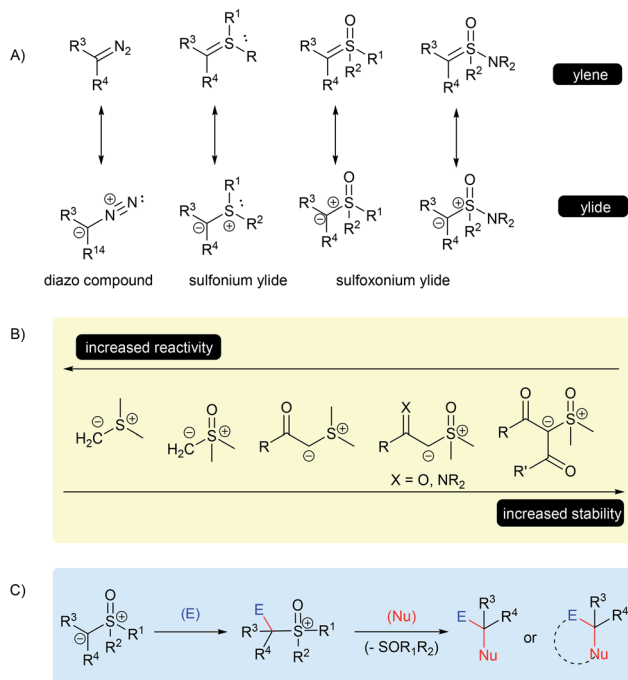 A)
R³ N₂ R⁴
R³ R¹ S : R R⁴
R³ O S R¹ R² R⁴
R³ O S NR₂ R² R⁴
ylene
R³ ⊖ N ⊕ N : R¹⁴
R³ ⊖ R¹ S : ⊕ R² R⁴
R³ ⊖ O S ⊕ R¹ R² R⁴
R³ ⊖ O S ⊕ NR₂ R² R⁴
ylide
diazo compound
sulfonium ylide
sulfoxonium ylide
B)
increased reactivity
⊖ H₂C S ⊕
⊖ H₂C O S ⊕
O R ⊖ S ⊕
X R ⊖ O S ⊕
X = O, NR₂
O R ⊖ O S ⊕ R' O
increased stability
C)
R³ ⊖ O S ⊕ R¹ R² R⁴
(E)
E R³ R⁴ O S ⊕ R¹ R²
(Nu)
(- SOR₁R₂)
E R³ R⁴ Nu
or
E R³ R⁴ Nu